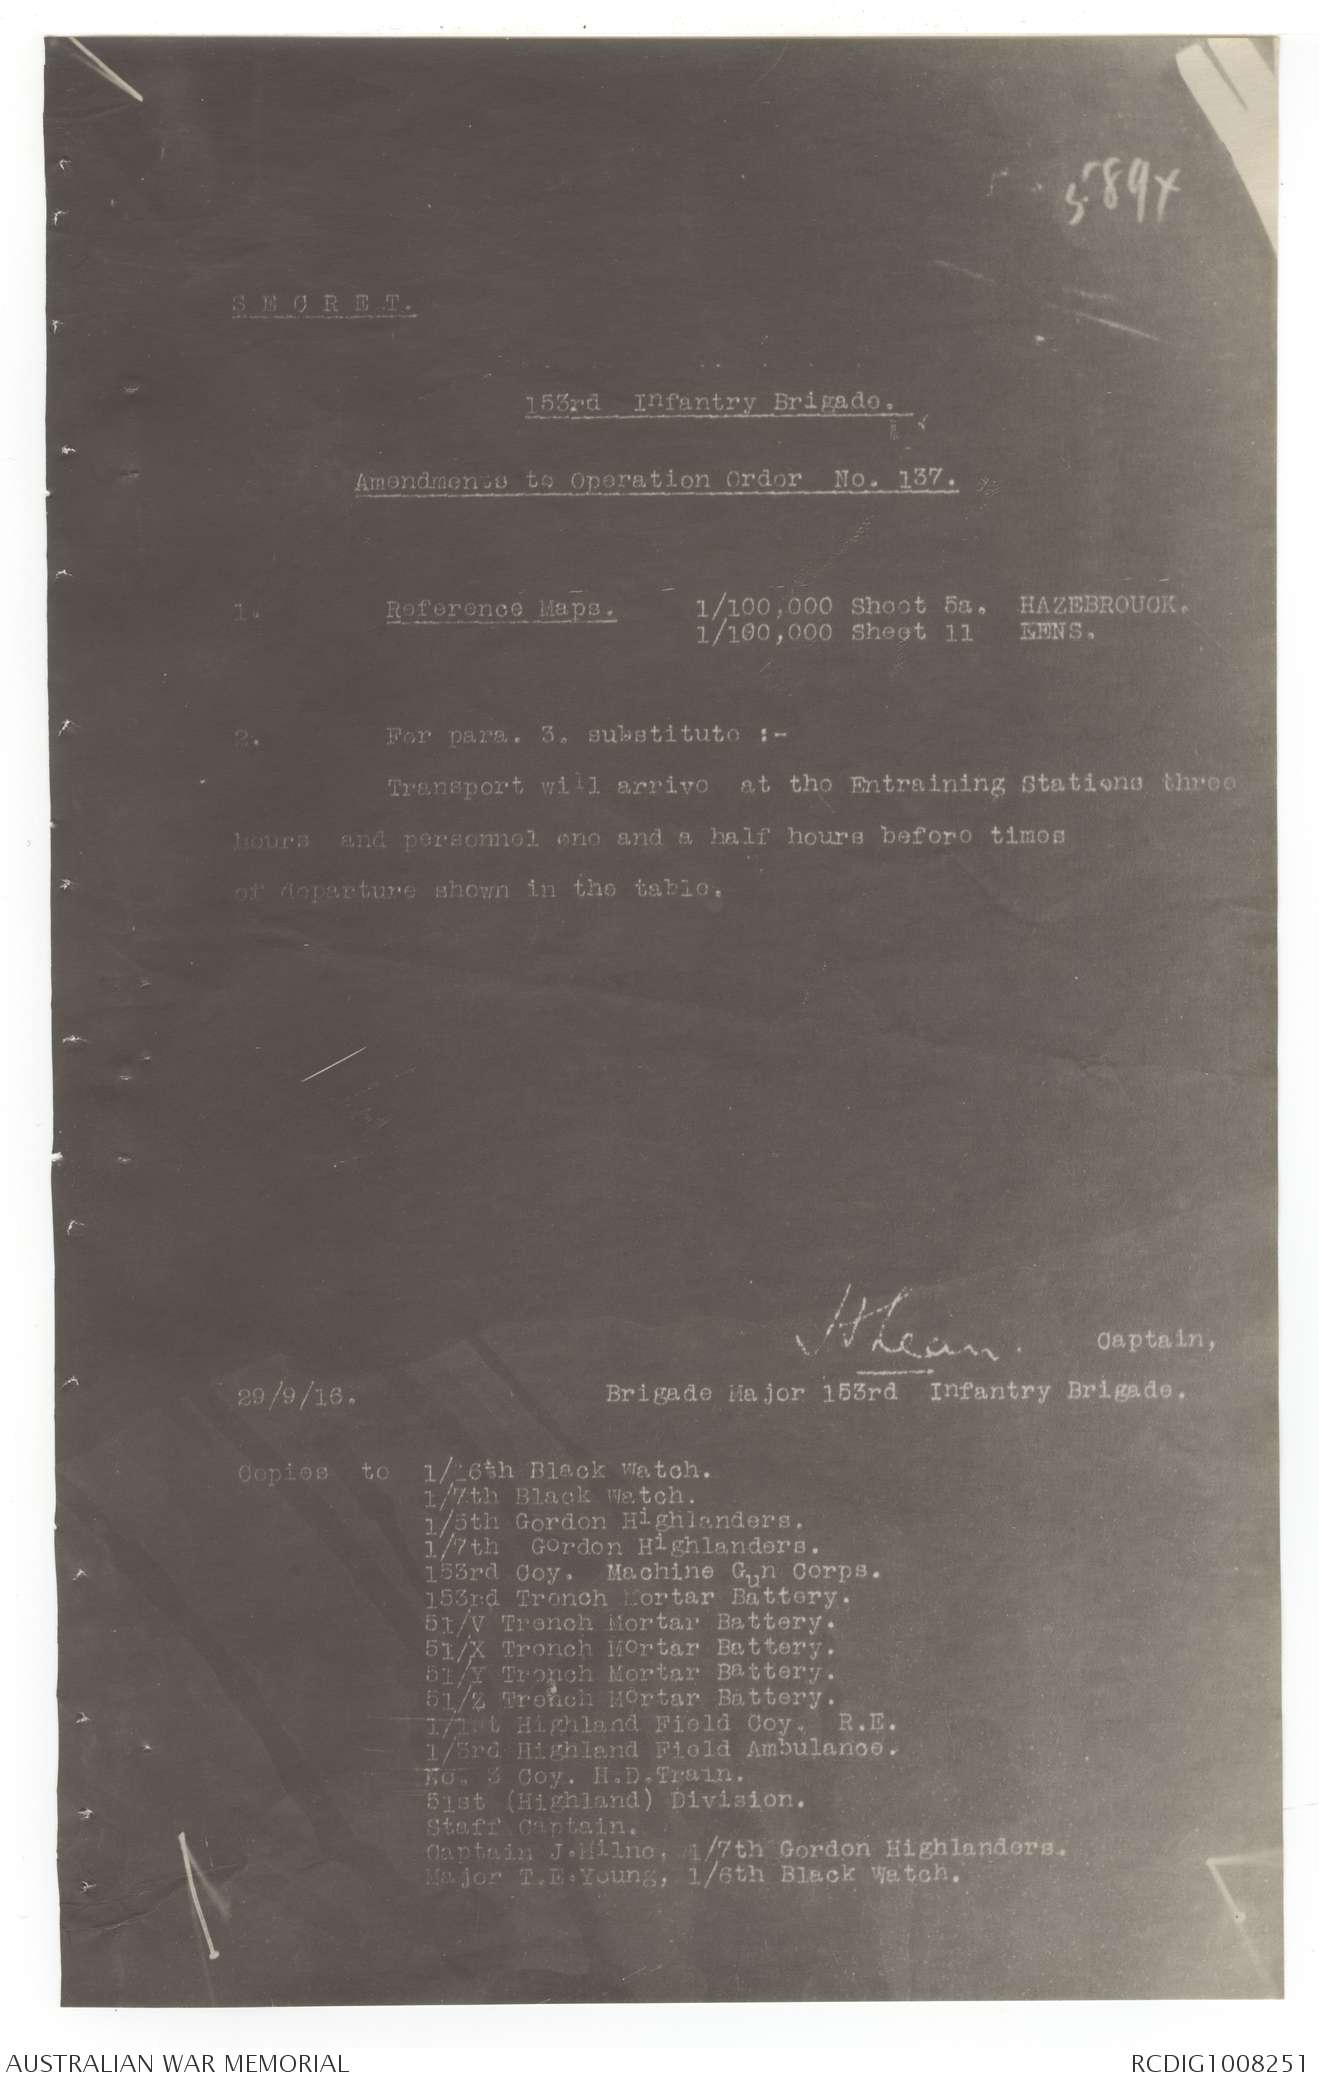 589x
S E C R E T.
153rd Infantry Brigade.
Amendments to Operation Order No. 137.
1. Reference Maps. 1/100,000 Sheet 5a. HAZEBROUCK.
1/100,000 Sheet 11 LENS.
2. For para. 3. substitute :-
Transport will arrive at the Entraining Stations three
hours and personnel one and a half hours before times
of departure shown in the table.
Captain,
29/9/16. Brigade Major 153rd Infantry Brigade.
Copies to 1/6th Black Watch.
1/7th Black Watch.
1/5th Gordon Highlanders.
1/7th Gordon Highlanders.
153rd Coy. Machine Gun Corps.
153rd Trench Mortar Battery.
51/V Trench Mortar Battery.
51/X Trench Mortar Battery.
51/Y Trench Mortar Battery.
51/Z Trench Mortar Battery.
1/1st Highland Field Coy. R.E.
1/3rd Highland Field Ambulance.
No. 3 Coy. H.D.Train.
51st (Highland) Division.
Staff Captain.
Captain J.Milne, 1/7th Gordon Highlanders.
Major T.E.Young, 1/6th Black Watch.
AUSTRALIAN WAR MEMORIAL RCDIG1008251